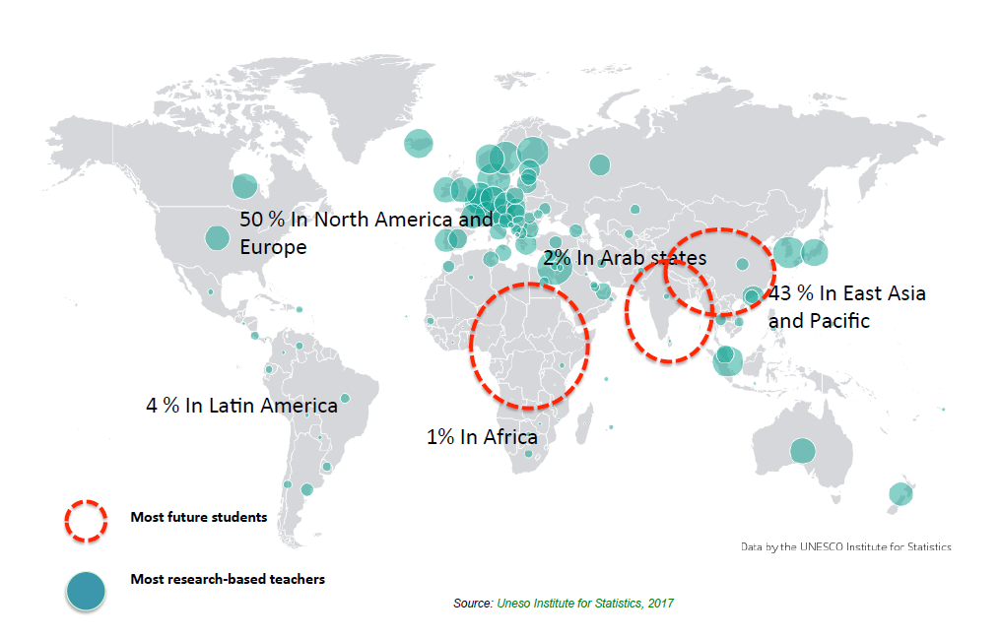 50 % In North America and
Europe
2% In Arab states
43 % In East Asia
and Pacific
4 % In Latin America
1% In Africa
Most future students
Data by the UNESCO Institute for Statistics
Most research-based teachers
Source: Uneso Institute for Statistics, 2017